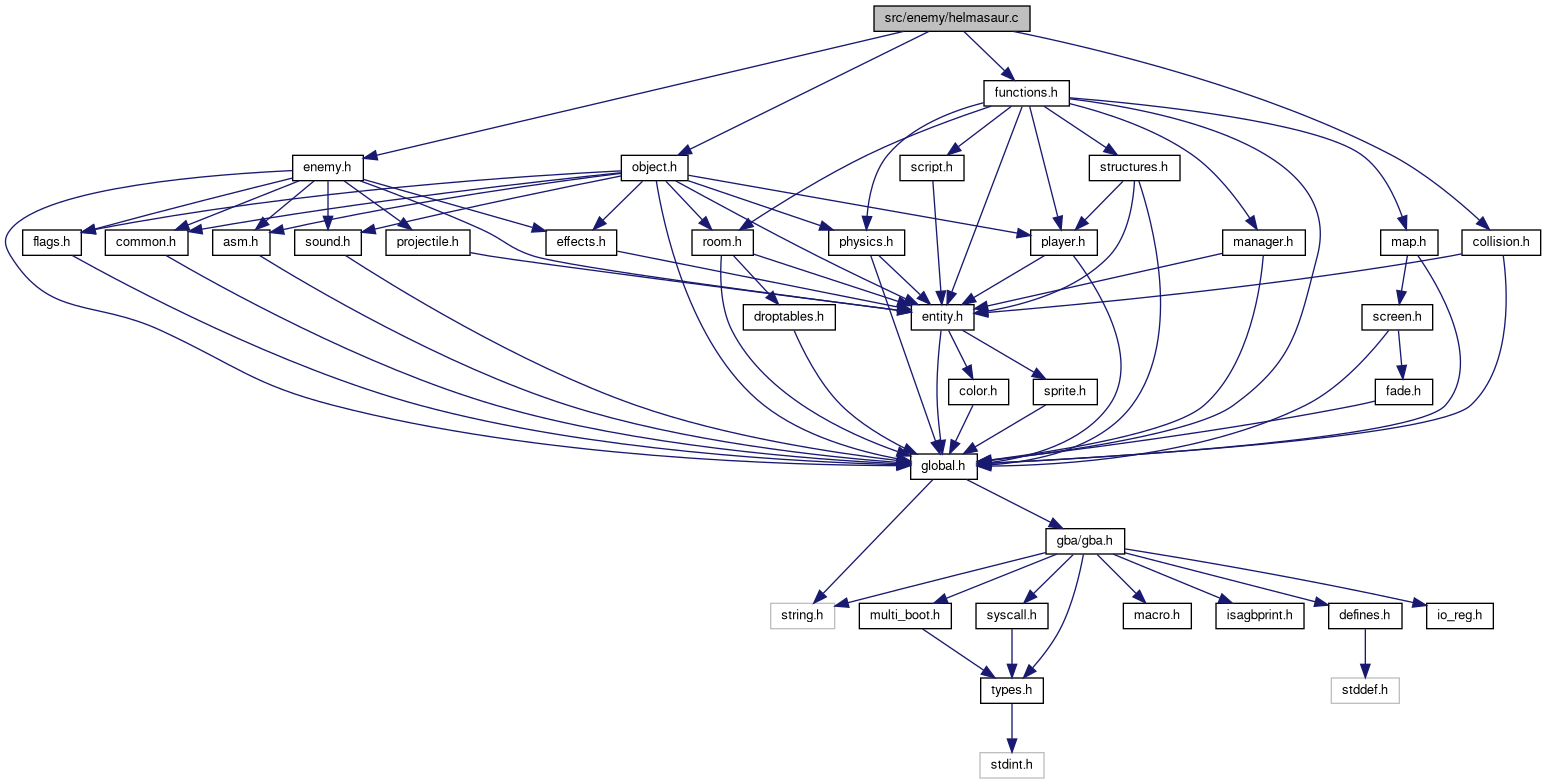 src/enemy/helmasaur.c
functions.h
enemy.h
object.h
script.h
structures.h
flags.h
common.h
asm.h
sound.h
projectile.h
effects.h
room.h
physics.h
player.h
manager.h
map.h
collision.h
droptables.h
entity.h
screen.h
color.h
sprite.h
fade.h
global.h
gba/gba.h
string.h
multi_boot.h
syscall.h
macro.h
isagbprint.h
defines.h
io_reg.h
types.h
stddef.h
stdint.h